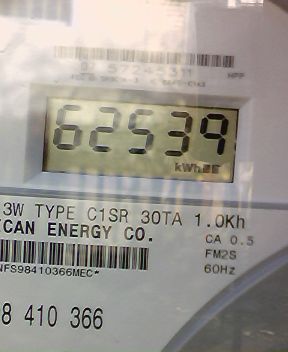 62539
kWh
3W TYPE C1SR 30TA 1.0Kh
CAN ENERGY CO.
CA 0.5
FM2S
60Hz
NFS98410366MEC*
8 410 366